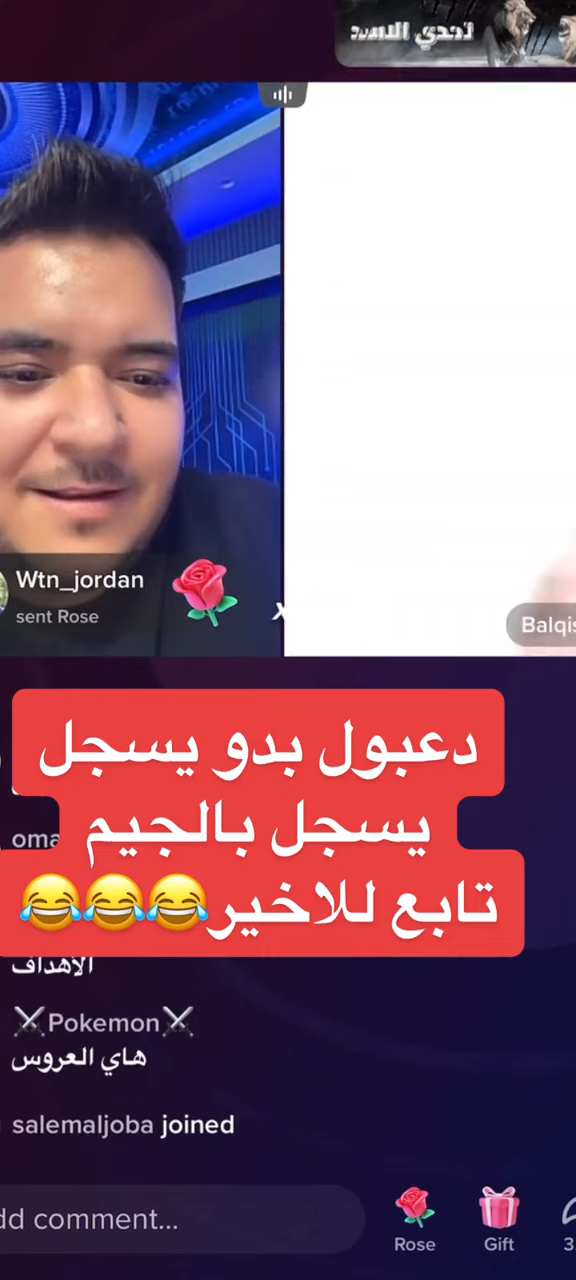 تحدي الاسد
Wtn_jordan
sent Rose
x
Balqis
دعبول بدو يسجل
يسجل بالجيم
تابع للاخير😂😂😂
oma
الاهداف
⚔️Pokemon⚔️
هاي العروس
salemaljoba joined
dd comment...
Rose
Gift
3